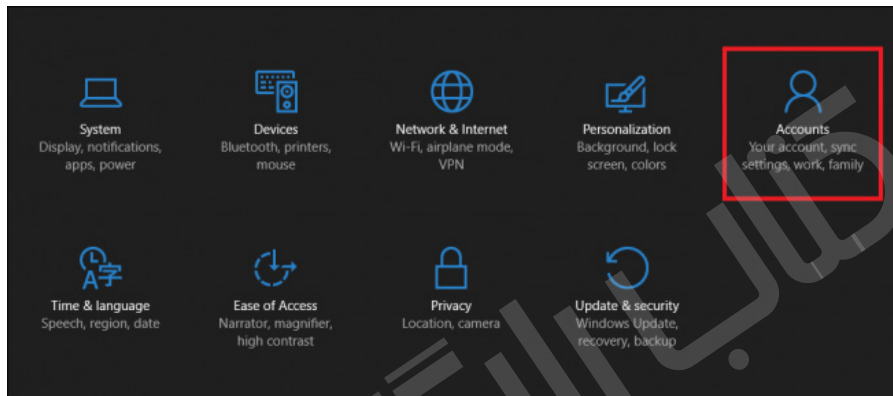 System
Display, notifications,
apps, power
Devices
Bluetooth, printers,
mouse
Network & Internet
Wi-Fi, airplane mode,
VPN
Personalization
Background, lock
screen, colors
Accounts
Your account, sync
settings, work, family
Time & language
Speech, region, date
Ease of Access
Narrator, magnifier,
high contrast
Privacy
Location, camera
Update & security
Windows Update,
recovery, backup